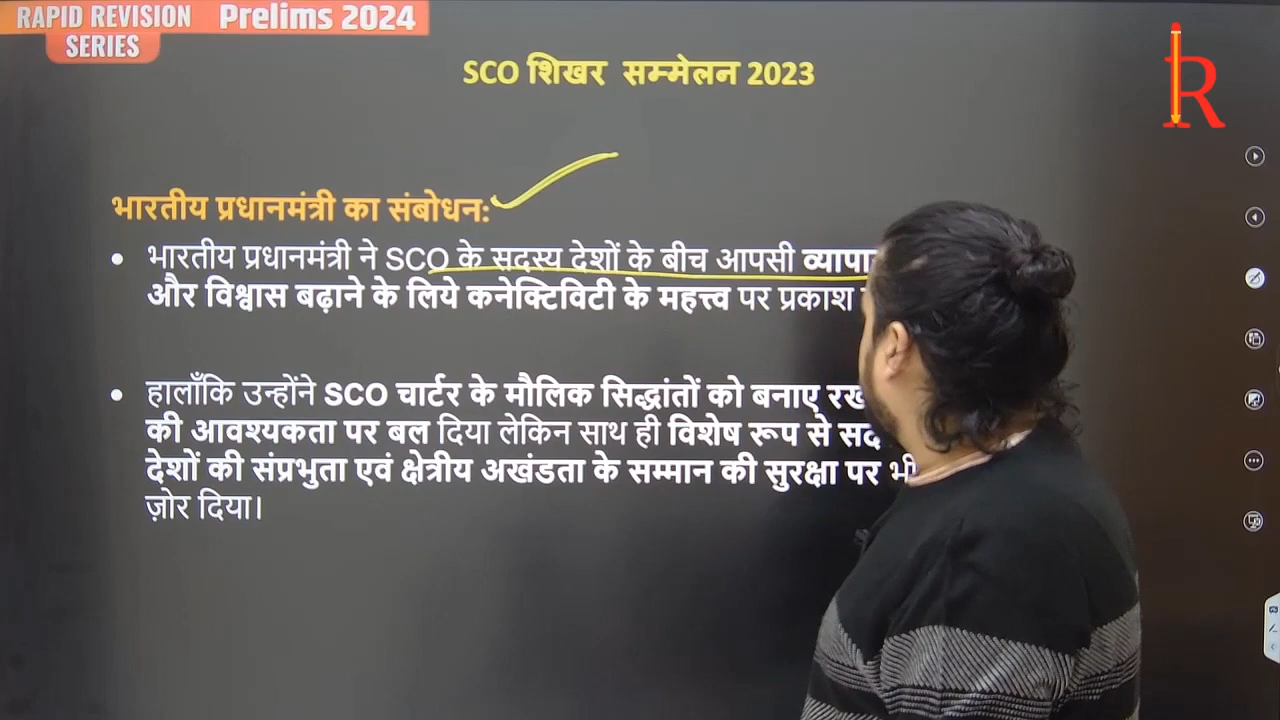 RAPID REVISION
SERIES
Prelims 2024
SCO शिखर सम्मेलन 2023
R
भारतीय प्रधानमंत्री का संबोधन:
• भारतीय प्रधानमंत्री ने SCO के सदस्य देशों के बीच आपसी
और विश्वास बढ़ाने के लिये कनेक्टिविटी के महत्त्व पर प्रकाश
• हालाँकि उन्होंने SCO चार्टर के मौलिक सिद्धांतों को बनाए
की आवश्यकता पर बल दिया लेकिन साथ ही विशेष रूप से
देशों की संप्रभुता एवं क्षेत्रीय अखंडता के सम्मान की सुरक्षा पर भी
ज़ोर दिया।